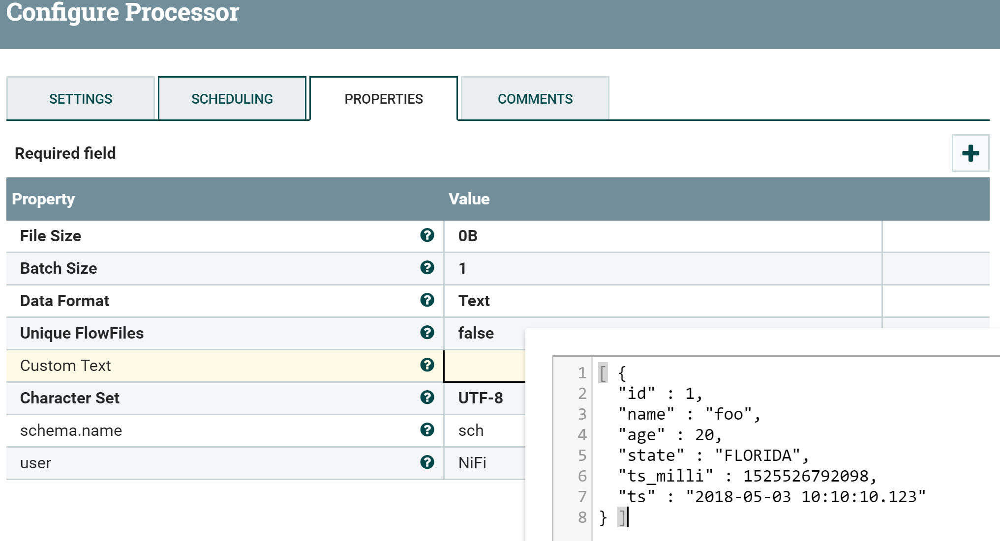 Configure Processor
SETTINGS SCHEDULING PROPERTIES COMMENTS
Required field
Property Value
File Size 0B
Batch Size 1
Data Format Text
Unique FlowFiles false
Custom Text
Character Set UTF-8
schema.name sch
user NiFi
1 [ {
2 "id" : 1,
3 "name" : "foo",
4 "age" : 20,
5 "state" : "FLORIDA",
6 "ts_milli" : 1525526792098,
7 "ts" : "2018-05-03 10:10:10.123"
8 } ]